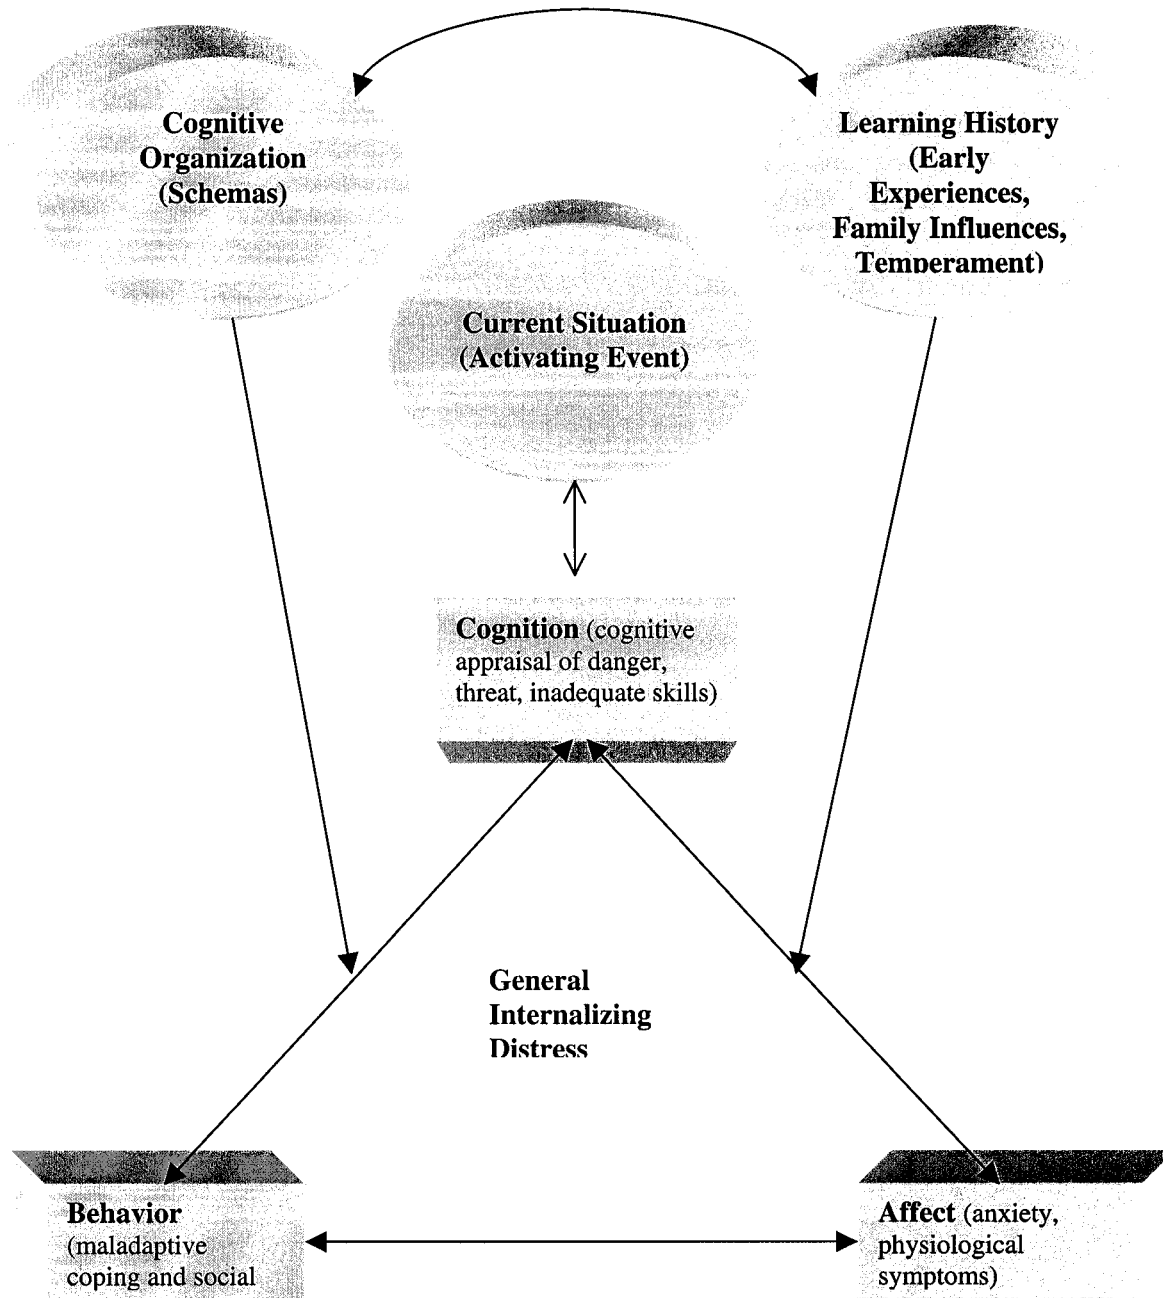 Cognitive
Organization
(Schemas)
Learning History
(Early
Experiences,
Family Influences,
Temperament)
Current Situation
(Activating Event)
Cognition (cognitive
appraisal of danger,
threat, inadequate skills)
General
Internalizing
Distress
Behavior
(maladaptive
coping and social
Affect (anxiety,
physiological
symptoms)